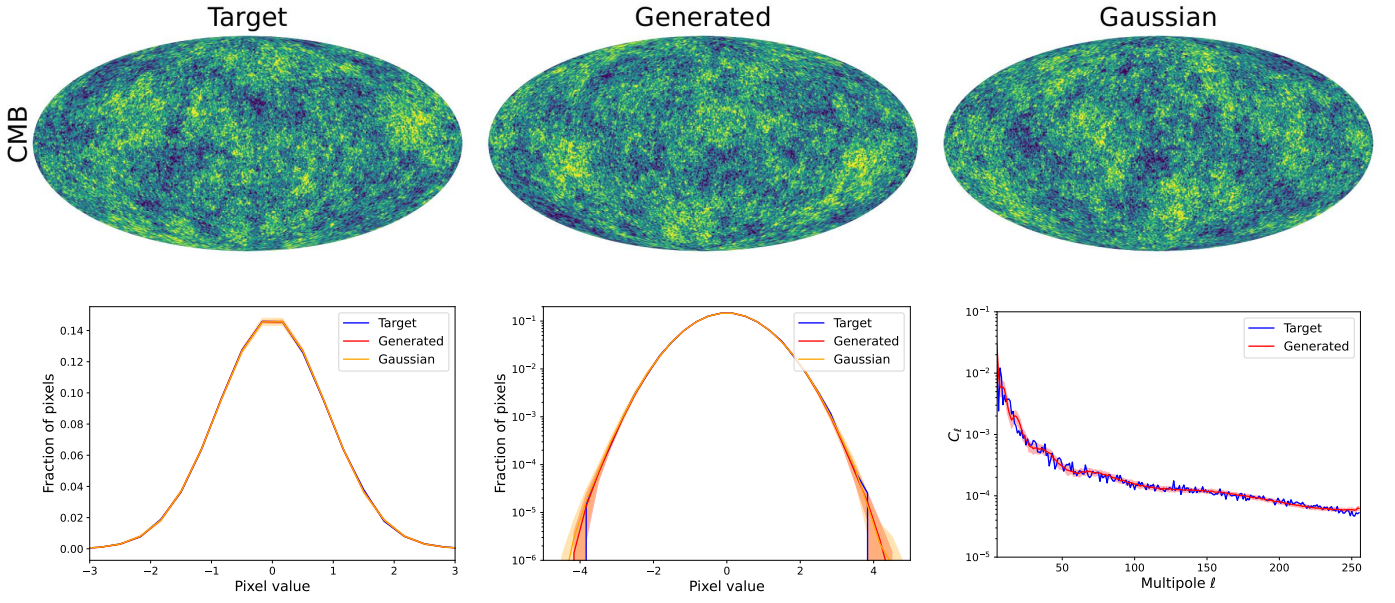 Target Generated Gaussian
CMB
Fraction of pixels
0.14
0.12
0.10
0.08
0.06
0.04
0.02
0.00
−3 −2 −1 0 1 2 3
Pixel value
Target
Generated
Gaussian
Fraction of pixels
10⁻¹
10⁻²
10⁻³
10⁻⁴
10⁻⁵
10⁻⁶
−4 −2 0 2 4
Pixel value
Target
Generated
Gaussian
Cℓ
10⁻¹
10⁻²
10⁻³
10⁻⁴
10⁻⁵
50 100 150 200 250
Multipole ℓ
Target
Generated